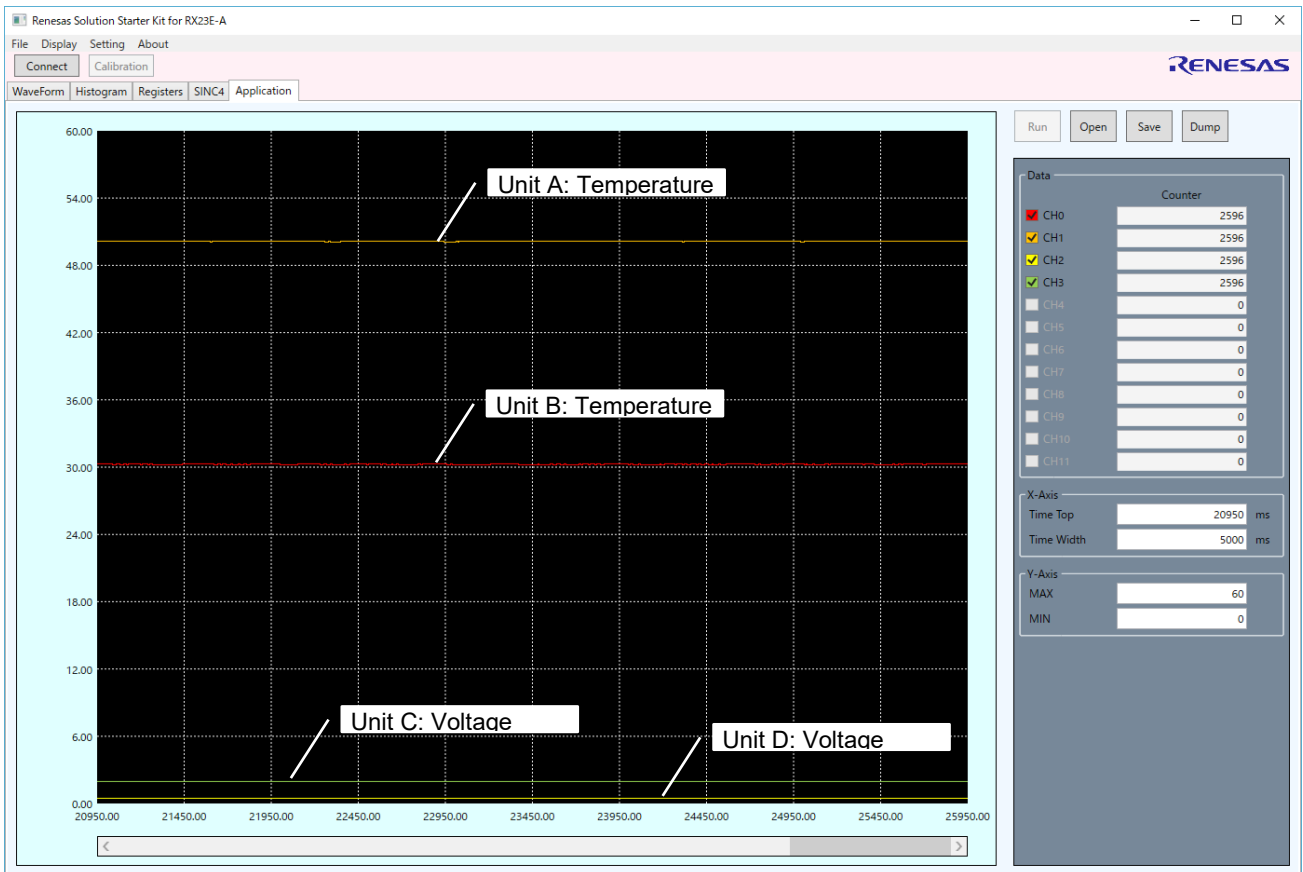 Renesas Solution Starter Kit for RX23E-A
File Display Setting About
Connect Calibration
RENESAS
WaveForm Histogram Registers SINC4 Application
Run Open Save Dump
60.00
54.00
48.00
42.00
36.00
30.00
24.00
18.00
12.00
6.00
0.00
Unit A: Temperature
Unit B: Temperature
Unit C: Voltage
Unit D: Voltage
20950.00 21450.00 21950.00 22450.00 22950.00 23450.00 23950.00 24450.00 24950.00 25450.00 25950.00
Data
Counter
CH0 2596
CH1 2596
CH2 2596
CH3 2596
CH4 0
CH5 0
CH6 0
CH7 0
CH8 0
CH9 0
CH10 0
CH11 0
X-Axis
Time Top 20950 ms
Time Width 5000 ms
Y-Axis
MAX 60
MIN 0